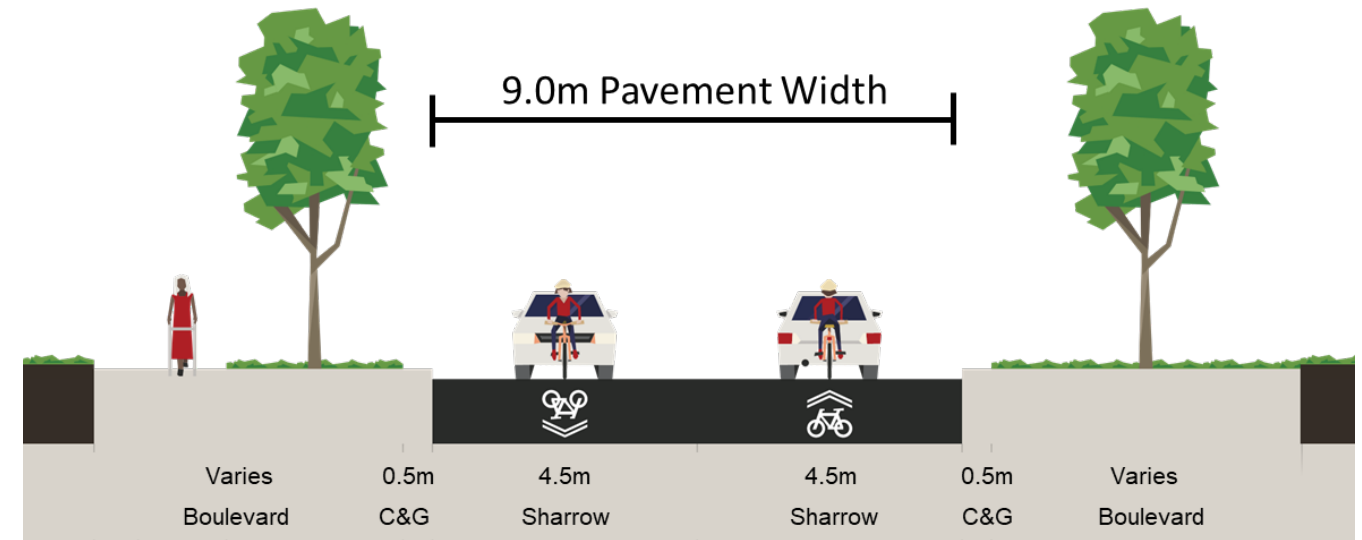 9.0m Pavement Width
Varies 0.5m 4.5m 4.5m 0.5m Varies
Boulevard C&G Sharrow Sharrow C&G Boulevard